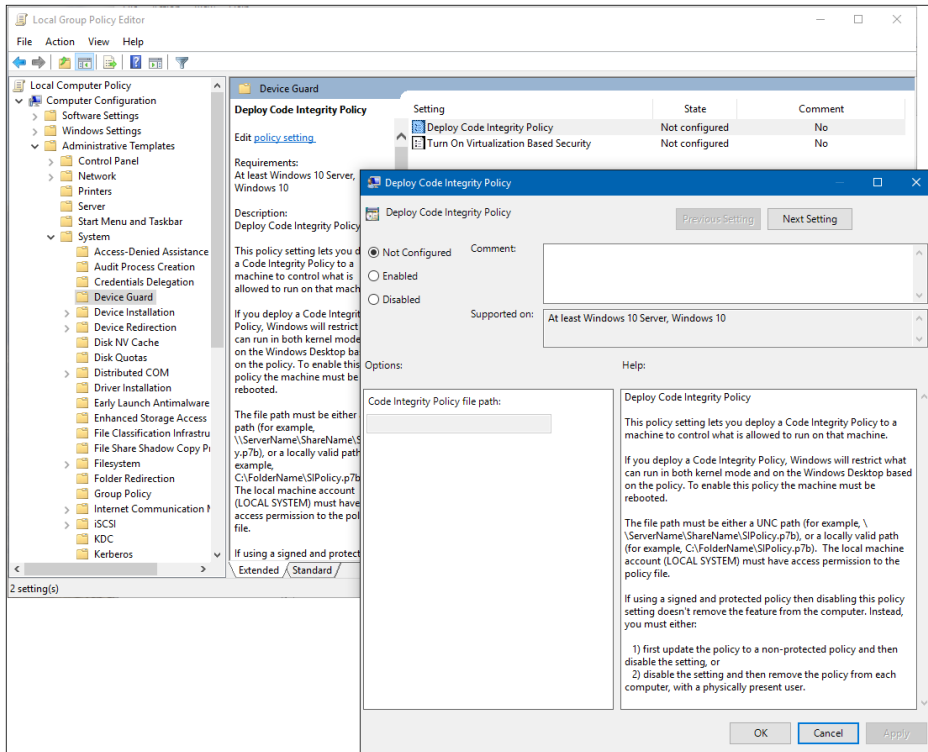 Local Group Policy Editor
File Action View Help
Local Computer Policy
Computer Configuration
Software Settings
Windows Settings
Administrative Templates
Control Panel
Network
Printers
Server
Start Menu and Taskbar
System
Access-Denied Assistance
Audit Process Creation
Credentials Delegation
Device Guard
Device Installation
Device Redirection
Disk NV Cache
Disk Quotas
Distributed COM
Driver Installation
Early Launch Antimalware
Enhanced Storage Access
File Classification Infrastru
File Share Shadow Copy P
Filesystem
Folder Redirection
Group Policy
Internet Communication
iSCSI
KDC
Kerberos
2 setting(s)
Device Guard
Deploy Code Integrity Policy
Edit policy setting
Requirements:
At least Windows 10 Server,
Windows 10
Description:
Deploy Code Integrity Policy
This policy setting lets you d
a Code Integrity Policy to a
machine to control what is
allowed to run on that mach
If you deploy a Code Integrit
Policy, Windows will restrict
can run in both kernel mode
on the Windows Desktop ba
on the policy. To enable this
policy the machine must be
rebooted.
The file path must be either
path (for example,
\\ServerName\ShareName\S
y.p7b), or a locally valid path
example,
C:\FolderName\SIPolicy.p7b
The local machine account
(LOCAL SYSTEM) must have
access permission to the pol
file.
If using a signed and protect
Extended Standard
Setting State Comment
Deploy Code Integrity Policy Not configured No
Turn On Virtualization Based Security Not configured No
Deploy Code Integrity Policy
Deploy Code Integrity Policy
Previous Setting Next Setting
Not Configured
Enabled
Disabled
Comment:
Supported on:
At least Windows 10 Server, Windows 10
Options:
Help:
Code Integrity Policy file path:
Deploy Code Integrity Policy
This policy setting lets you deploy a Code Integrity Policy to a
machine to control what is allowed to run on that machine.
If you deploy a Code Integrity Policy, Windows will restrict what
can run in both kernel mode and on the Windows Desktop based
on the policy. To enable this policy the machine must be
rebooted.
The file path must be either a UNC path (for example, \
\ServerName\ShareName\SIPolicy.p7b), or a locally valid path
(for example, C:\FolderName\SIPolicy.p7b). The local machine
account (LOCAL SYSTEM) must have access permission to the
policy file.
If using a signed and protected policy then disabling this policy
setting doesn't remove the feature from the computer. Instead,
you must either:
1) first update the policy to a non-protected policy and then
disable the setting, or
2) disable the setting and then remove the policy from each
computer, with a physically present user.
OK Cancel Apply